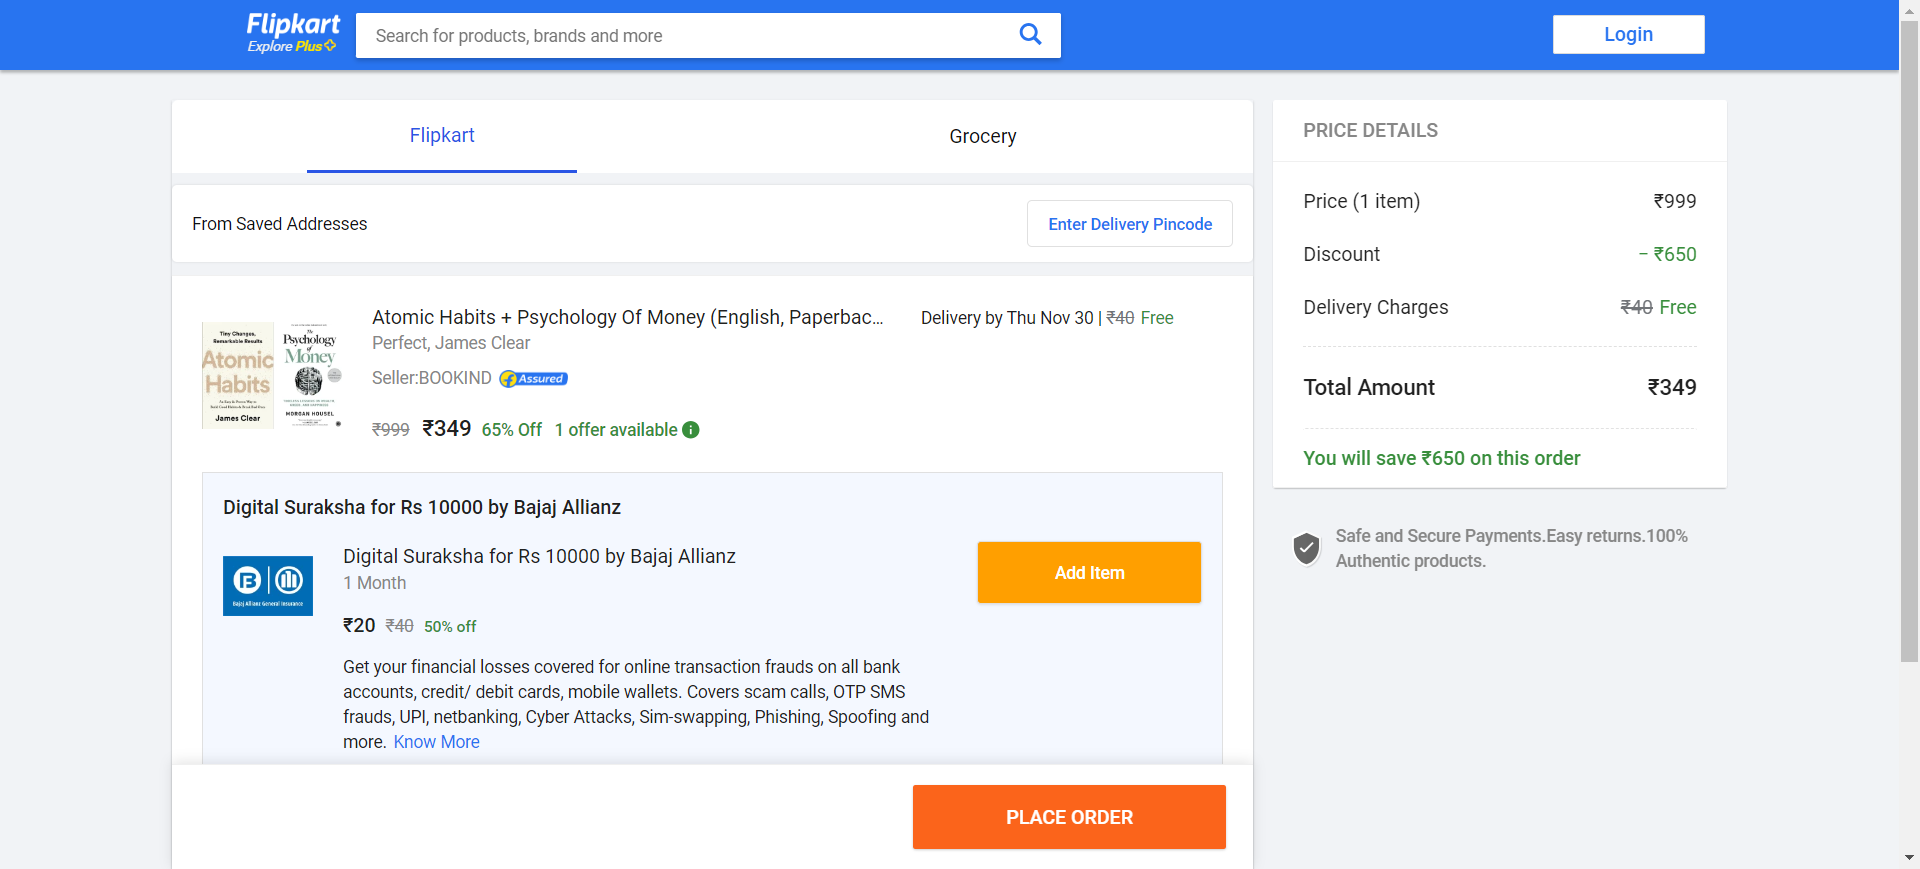 Flipkart
Explore Plus
Search for products, brands and more
Login
Flipkart
Grocery
From Saved Addresses
Enter Delivery Pincode
Tiny Changes,
Remarkable Results
Atomic
Habits
James Clear
The
Psychology
of
Money
MORGAN HOUSEL
Atomic Habits + Psychology Of Money (English, Paperbac...
Perfect, James Clear
Seller:BOOKIND
Assured
₹999 ₹349 65% Off 1 offer available
Delivery by Thu Nov 30 | ₹40 Free
Digital Suraksha for Rs 10000 by Bajaj Allianz
Bajaj Allianz General Insurance
Digital Suraksha for Rs 10000 by Bajaj Allianz
1 Month
₹20 ₹40 50% off
Get your financial losses covered for online transaction frauds on all bank
accounts, credit/ debit cards, mobile wallets. Covers scam calls, OTP SMS
frauds, UPI, netbanking, Cyber Attacks, Sim-swapping, Phishing, Spoofing and
more. Know More
Add Item
PLACE ORDER
PRICE DETAILS
Price (1 item) ₹999
Discount − ₹650
Delivery Charges ₹40 Free
Total Amount ₹349
You will save ₹650 on this order
Safe and Secure Payments.Easy returns.100%
Authentic products.